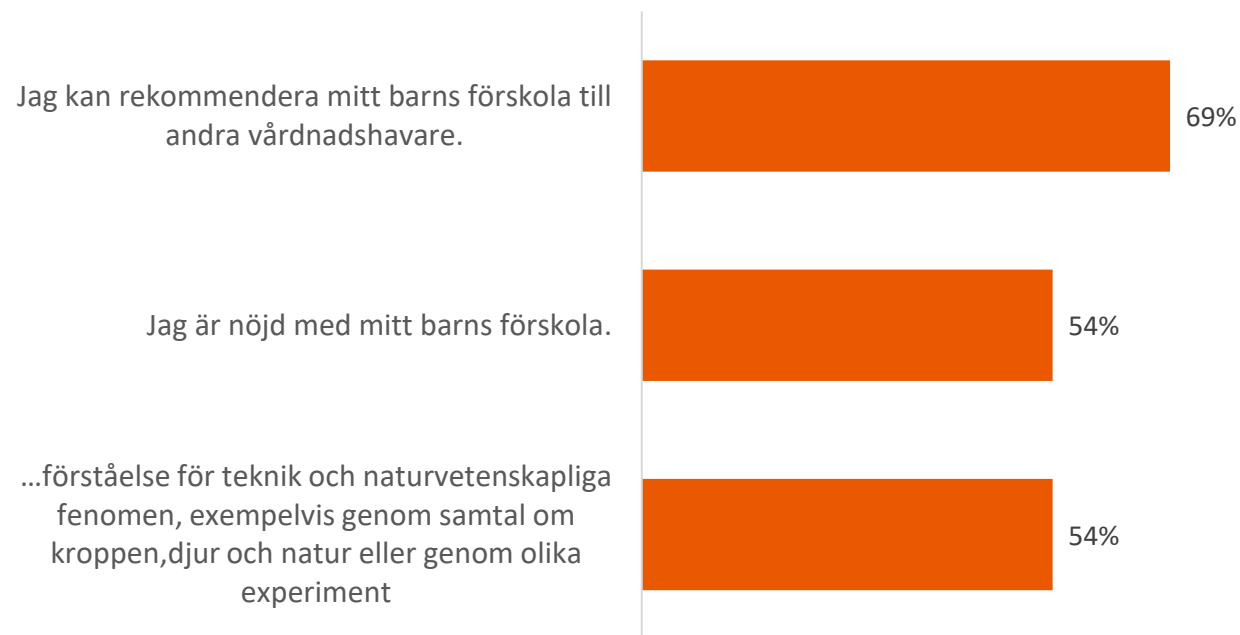 Jag kan rekommendera mitt barns förskola till
andra vårdnadshavare.
69%
Jag är nöjd med mitt barns förskola.
54%
...förståelse för teknik och naturvetenskapliga
fenomen, exempelvis genom samtal om
kroppen,djur och natur eller genom olika
experiment
54%